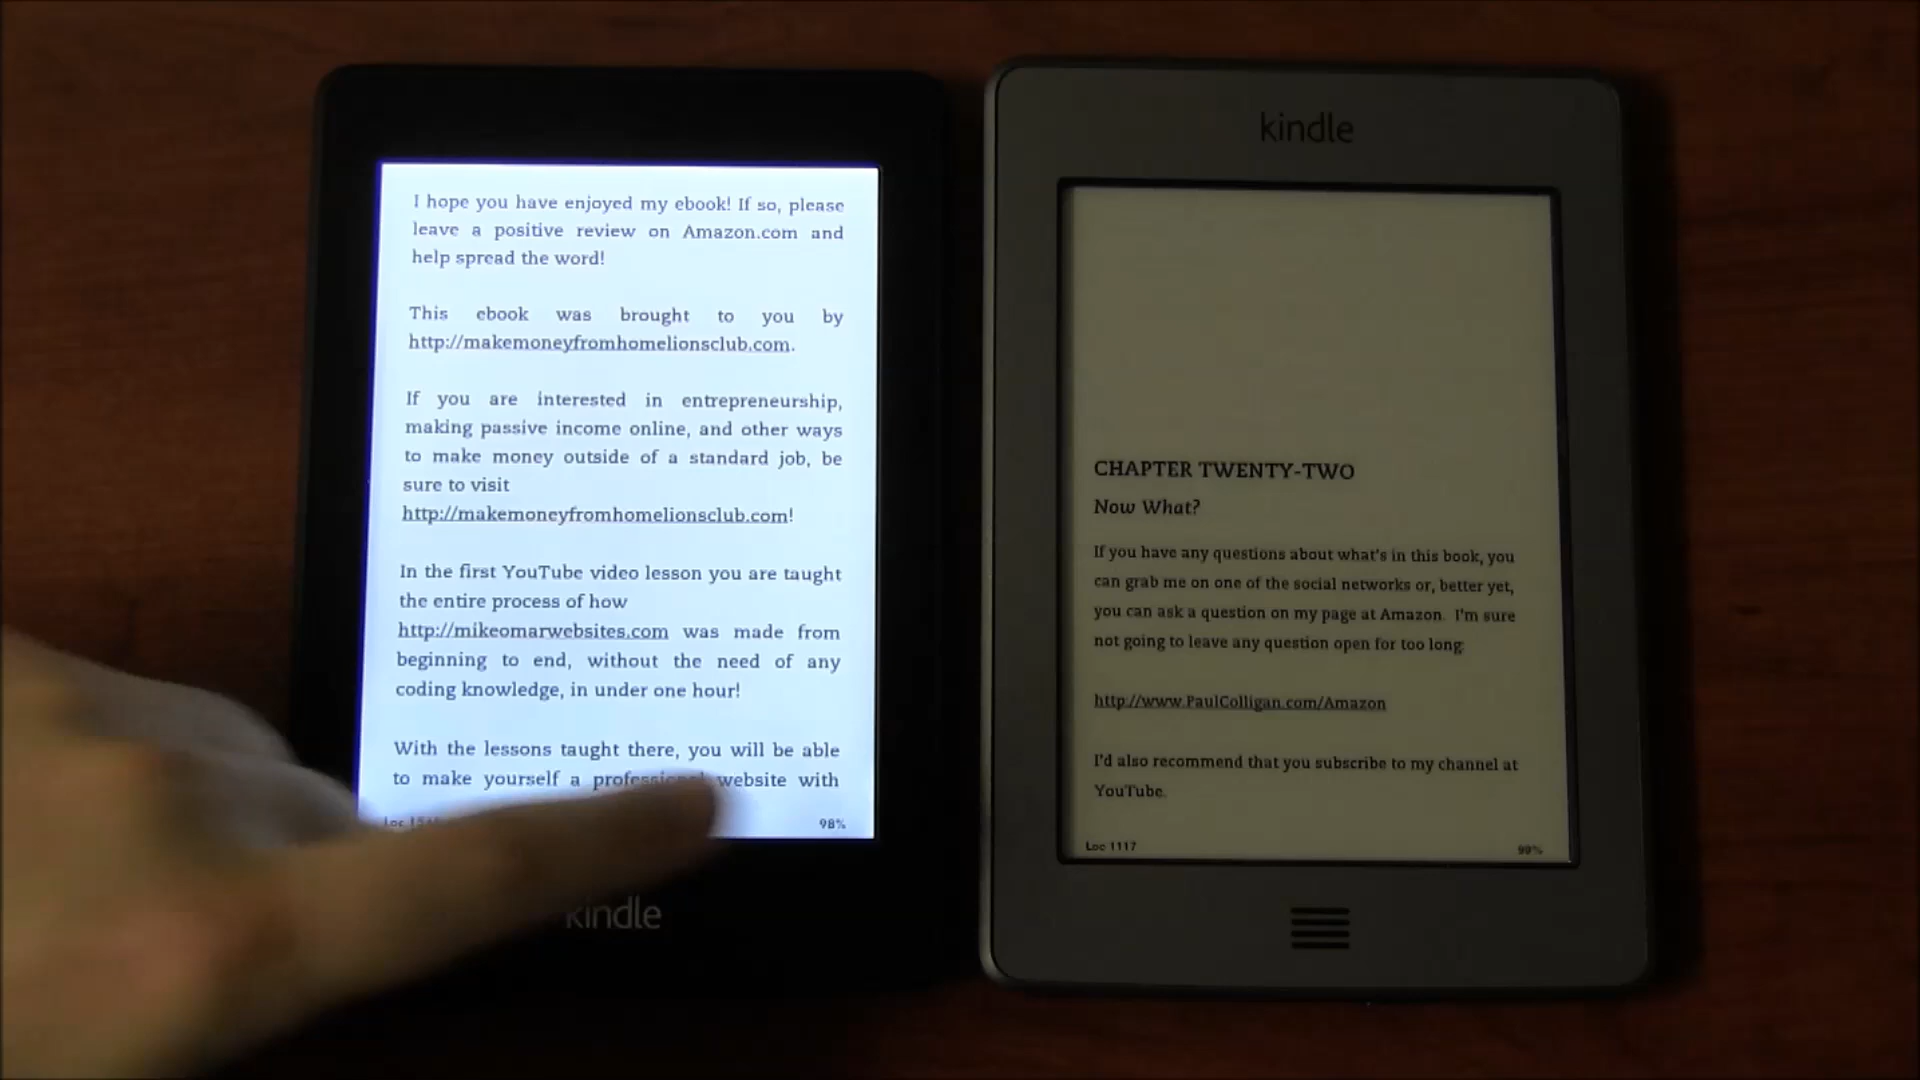 I hope you have enjoyed my ebook! If so, please
leave a positive review on Amazon.com and
help spread the word!
This ebook was brought to you by
http://makemoneyfromhomelionsclub.com.
If you are interested in entrepreneurship,
making passive income online, and other ways
to make money outside of a standard job, be
sure to visit
http://makemoneyfromhomelionsclub.com!
In the first YouTube video lesson you are taught
the entire process of how
http://mikeomarwebsites.com was made from
beginning to end, without the need of any
coding knowledge, in under one hour!
With the lessons taught there, you will be able
to make yourself a professional website with
Loc 98%
kindle
kindle
CHAPTER TWENTY-TWO
Now What?
If you have any questions about what's in this book, you
can grab me on one of the social networks or, better yet,
you can ask a question on my page at Amazon. I'm sure
not going to leave any question open for too long.
http://www.PaulColligan.com/Amazon
I'd also recommend that you subscribe to my channel at
YouTube.
Loc 1117 99%